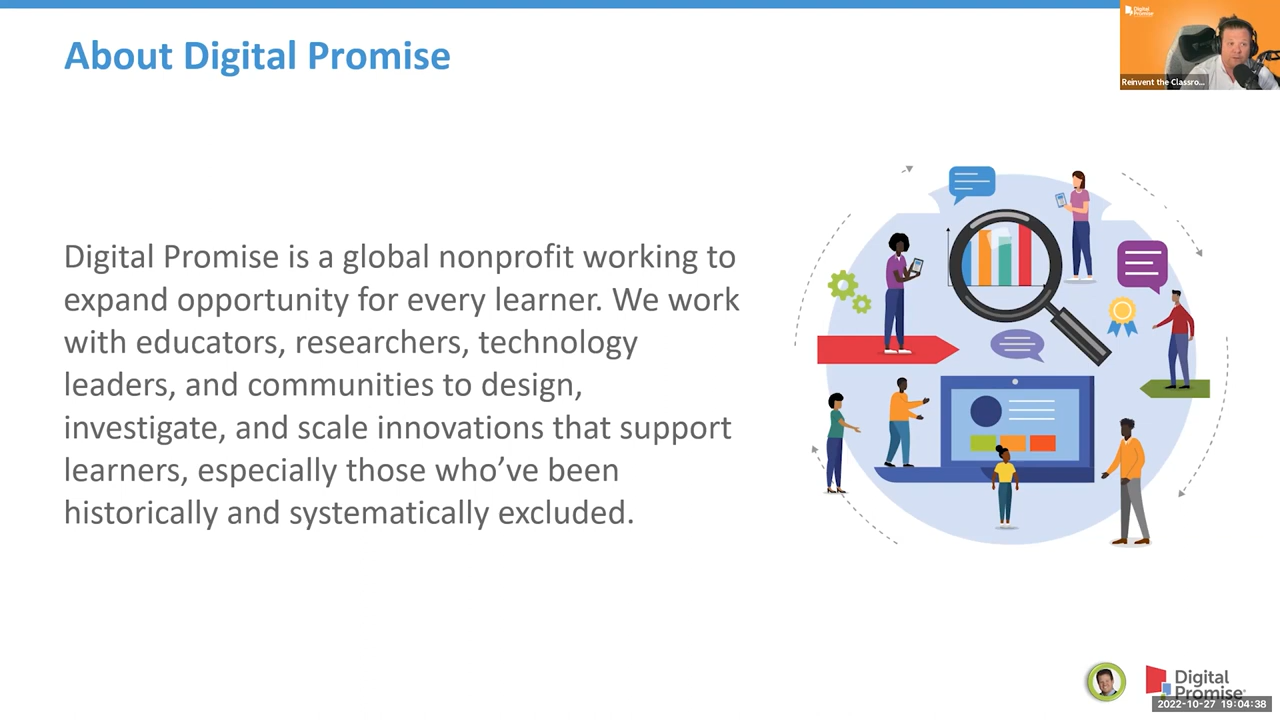 About Digital Promise
Digital Promise
Reinvent the Classro...
Digital Promise is a global nonprofit working to
expand opportunity for every learner. We work
with educators, researchers, technology
leaders, and communities to design,
investigate, and scale innovations that support
learners, especially those who’ve been
historically and systematically excluded.
Digital
Promise
2022-10-27 19:04:38